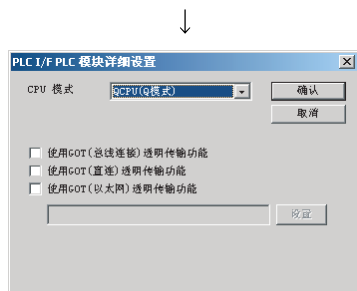 ↓
PLC I/F PLC 模块详细设置
CPU 模式 QCPU(Q模式) 确认
取消
使用GOT(总线连接)透明传输功能
使用GOT(直连)透明传输功能
使用GOT(以太网)透明传输功能
设置